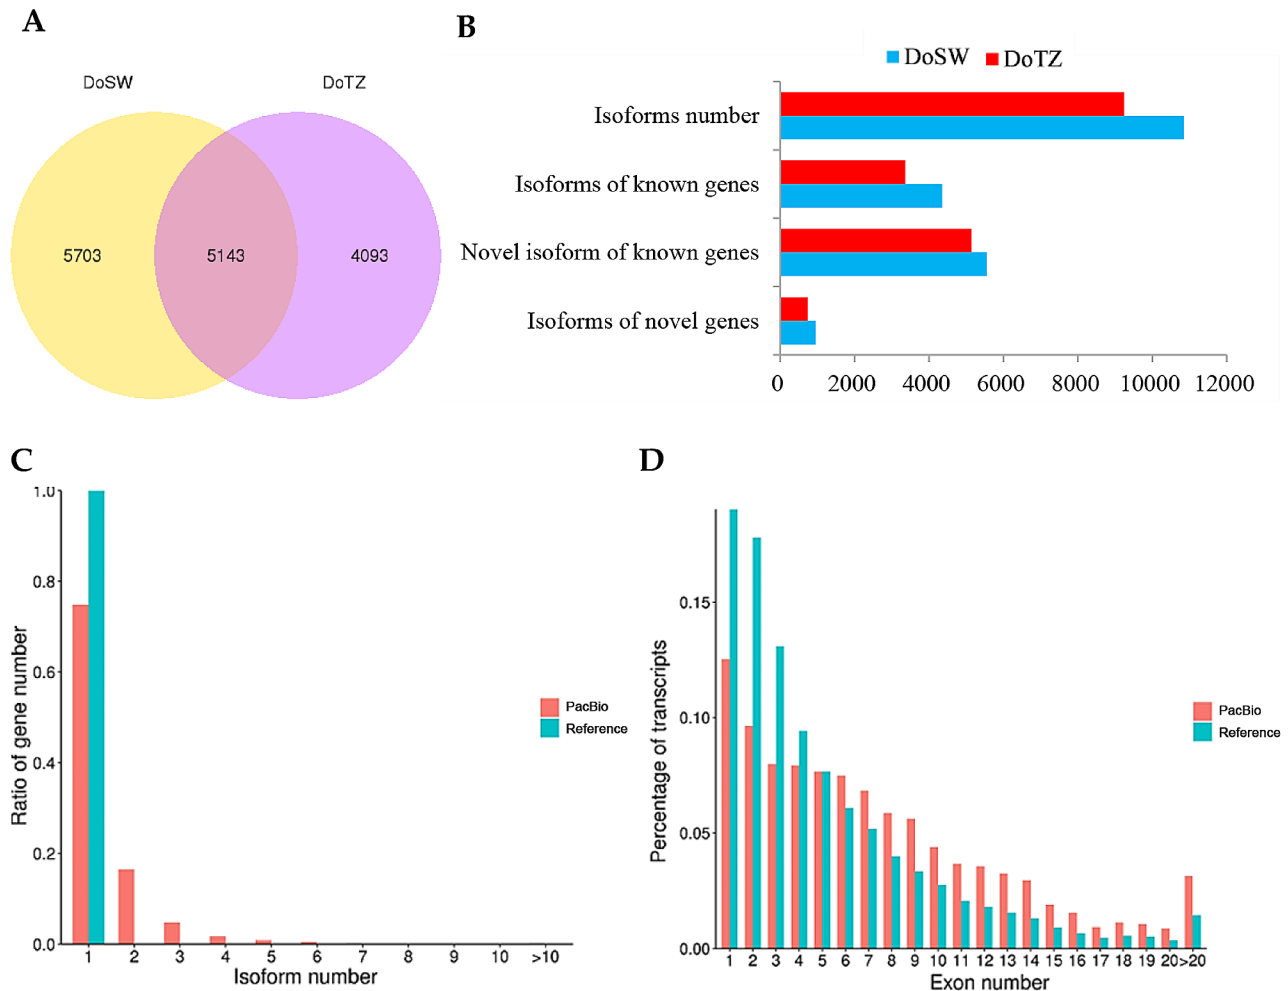 A
DoSW
DoTZ
5703
5143
4093
B
DoSW
DoTZ
Isoforms number
Isoforms of known genes
Novel isoform of known genes
Isoforms of novel genes
0 2000 4000 6000 8000 10000 12000
C
1.0
0.8
0.6
0.4
0.2
0.0
Ratio of gene number
1 2 3 4 5 6 7 8 9 10 >10
Isoform number
PacBio
Reference
D
0.15
0.10
0.05
0.00
Percentage of transcripts
1 2 3 4 5 6 7 8 9 10 11 12 13 14 15 16 17 18 19 20 >20
Exon number
PacBio
Reference